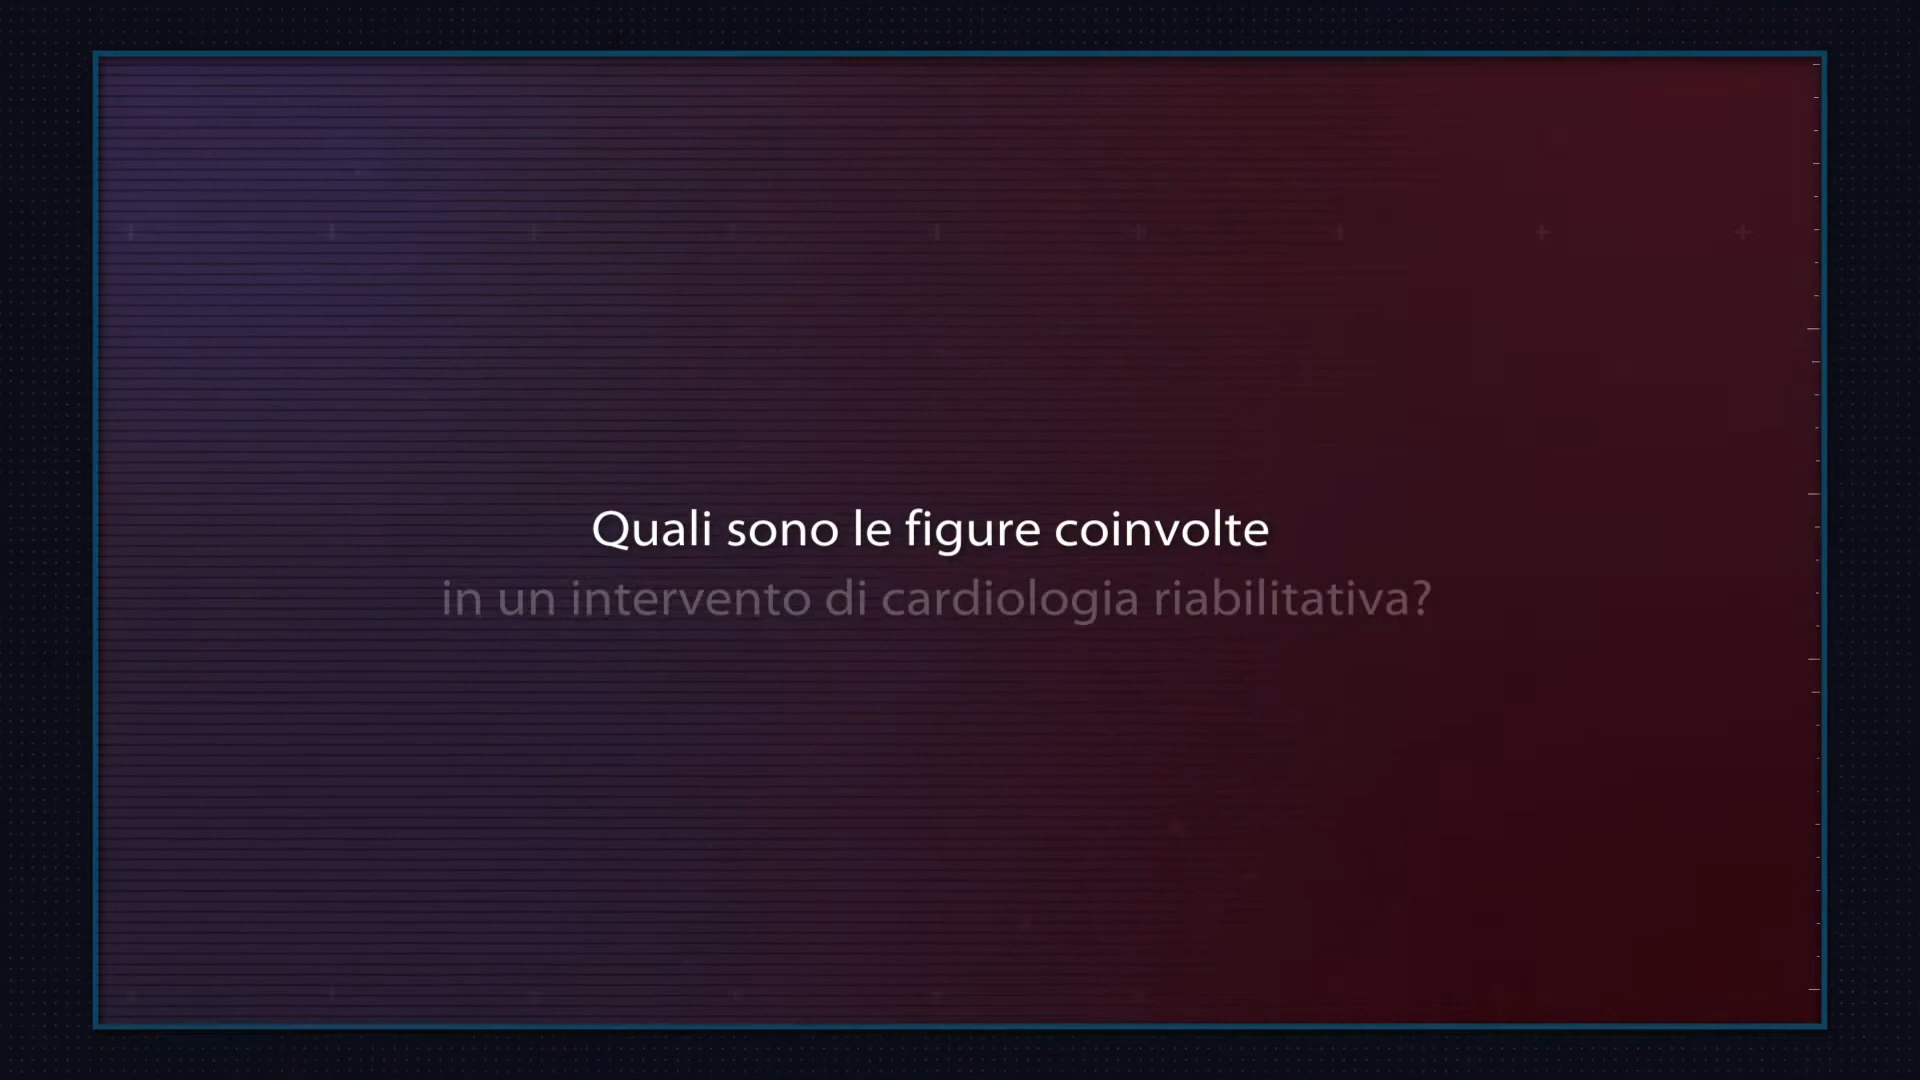 Quali sono le figure coinvolte
in un intervento di cardiologia riabilitativa?